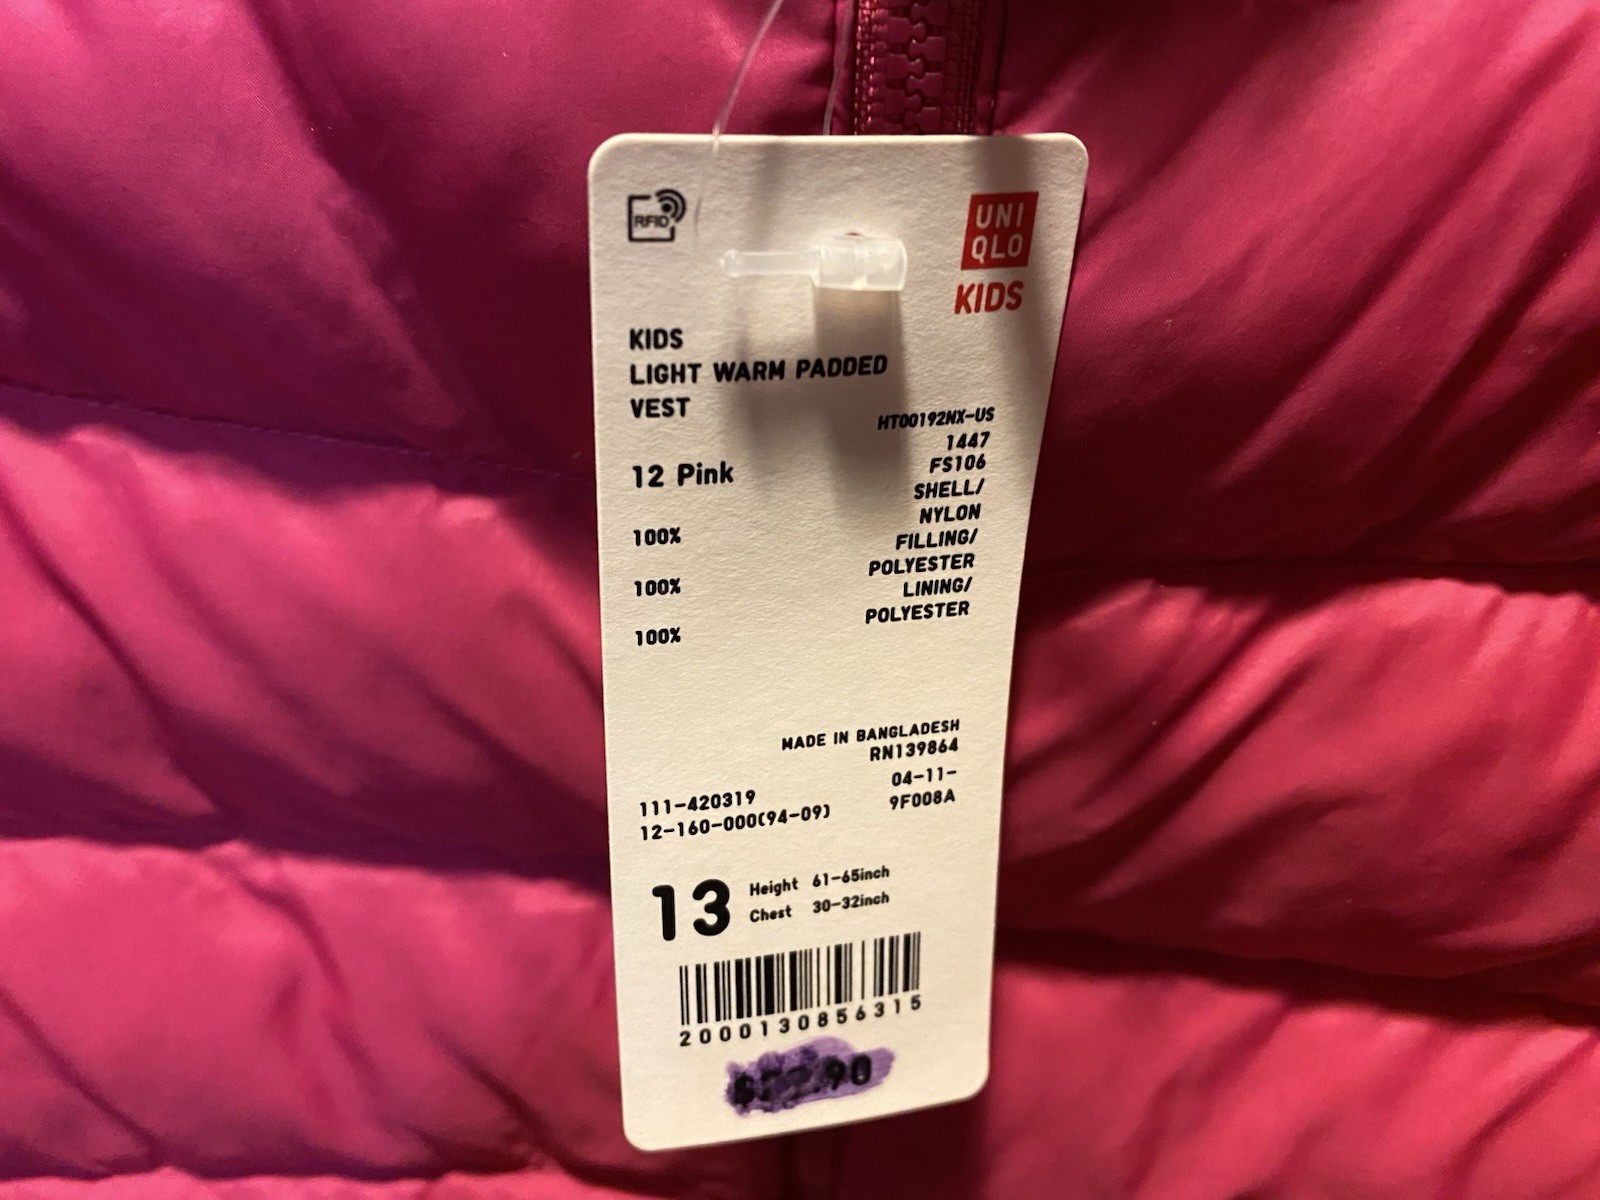 RFID
UNI
QLO
KIDS
KIDS
LIGHT WARM PADDED
VEST
HT00192NX-US
1447
12 Pink
FS106
SHELL/
NYLON
100%
FILLING/
POLYESTER
100%
LINING/
POLYESTER
100%
MADE IN BANGLADESH
RN139864
04-11-
9F008A
111-420319
12-160-000(94-09)
13
Height 61-65inch
Chest 30-32inch
2000130856315